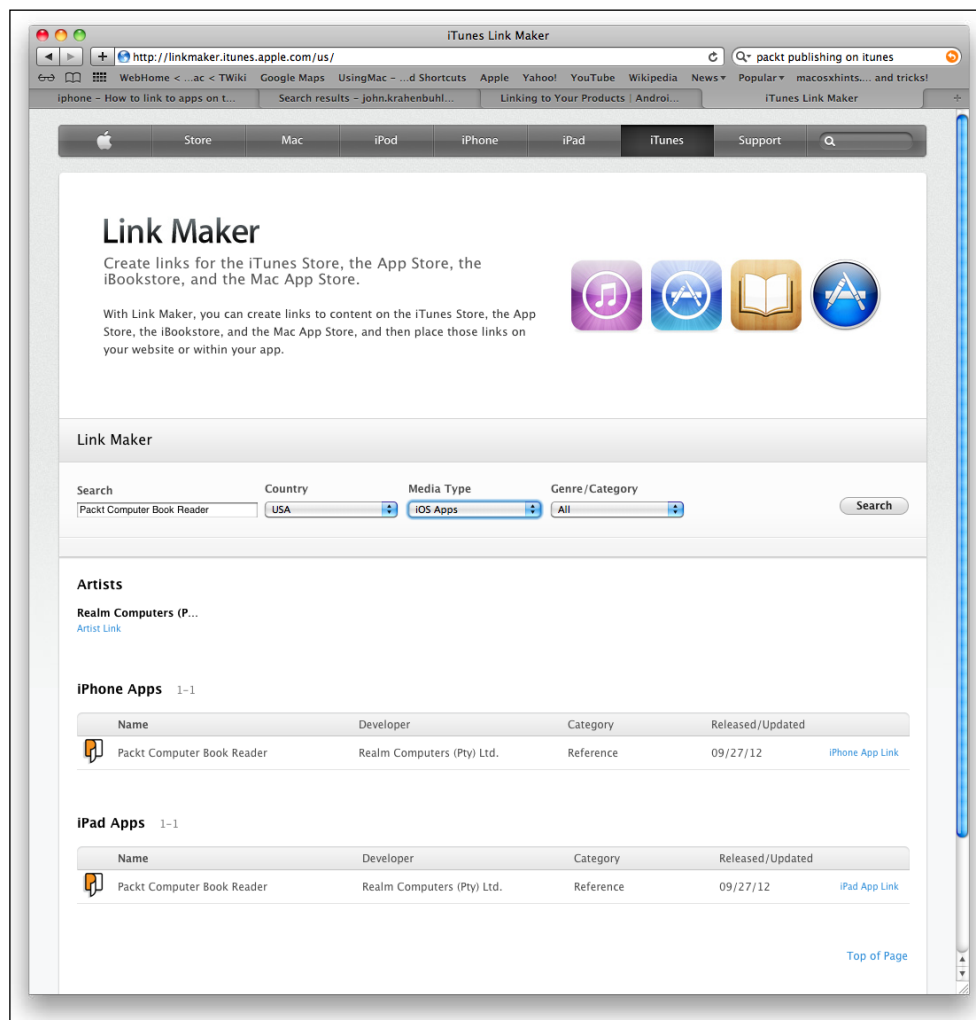 iTunes Link Maker
http://linkmaker.itunes.apple.com/us/ packt publishing on itunes
WebHome < ...ac < TWiki Google Maps UsingMac - ...d Shortcuts Apple Yahoo! YouTube Wikipedia News Popular macosxhints.... and tricks!
iphone – How to link to apps on t... Search results – john.krahenbuhl... Linking to Your Products | Androi... iTunes Link Maker
Store Mac iPod iPhone iPad iTunes Support
Link Maker
Create links for the iTunes Store, the App Store, the
iBookstore, and the Mac App Store.
With Link Maker, you can create links to content on the iTunes Store, the App
Store, the iBookstore, and the Mac App Store, and then place those links on
your website or within your app.
Link Maker
Search Country Media Type Genre/Category
Packt Computer Book Reader USA iOS Apps All Search
Artists
Realm Computers (P...
Artist Link
iPhone Apps 1-1
Name Developer Category Released/Updated
Packt Computer Book Reader Realm Computers (Pty) Ltd. Reference 09/27/12 iPhone App Link
iPad Apps 1-1
Name Developer Category Released/Updated
Packt Computer Book Reader Realm Computers (Pty) Ltd. Reference 09/27/12 iPad App Link
Top of Page